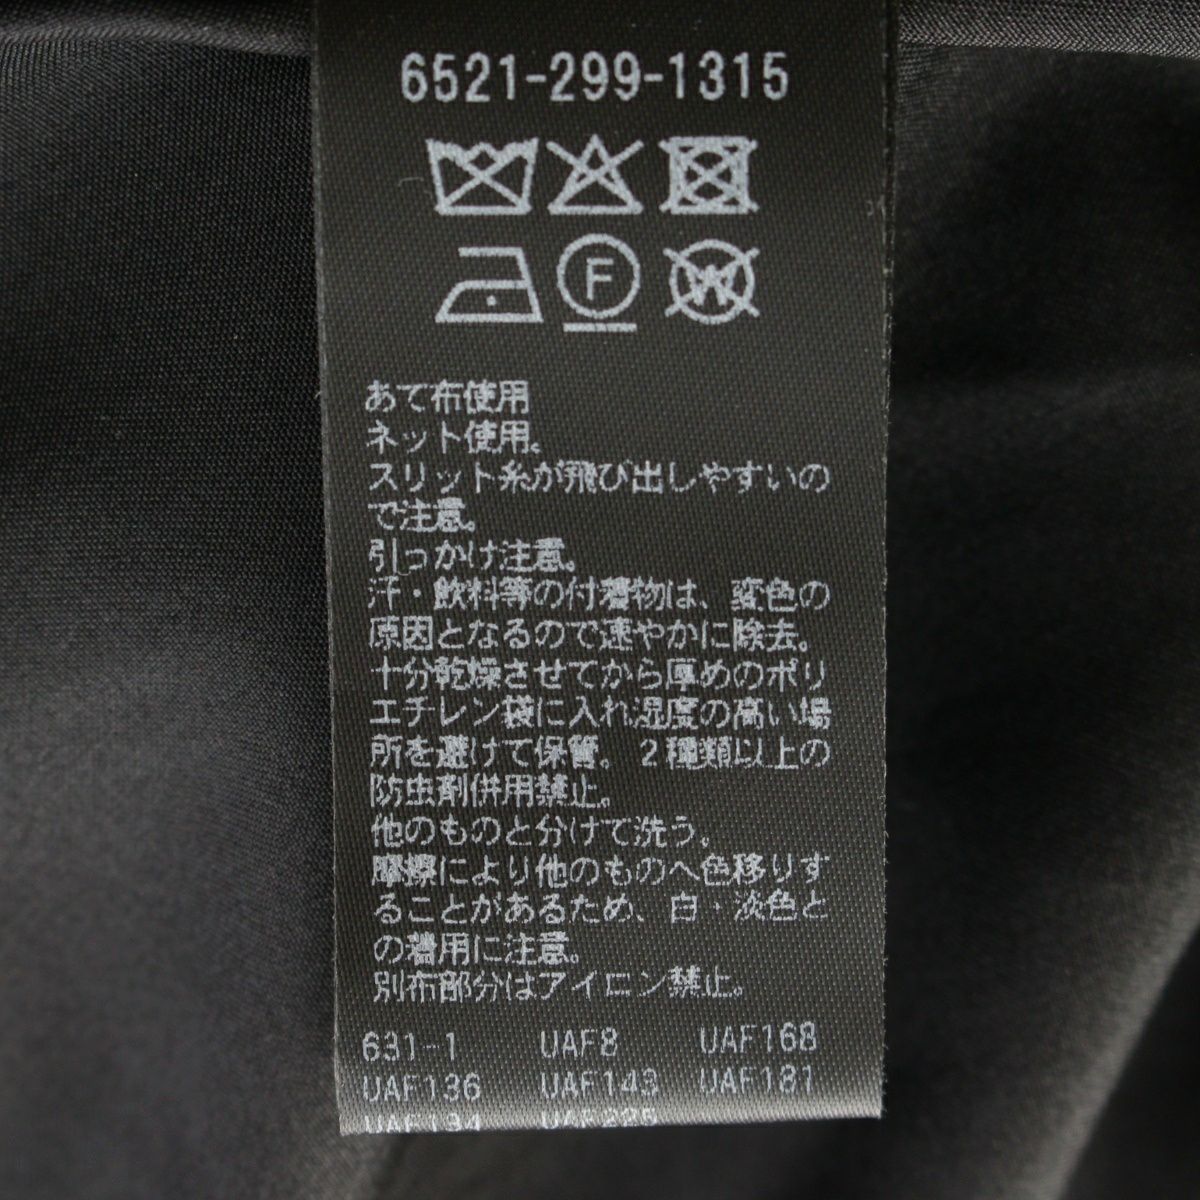 6521-299-1315
F
W
あて布使用
ネット使用。
スリット糸が飛び出しやすいの
で注意。
引っかけ注意。
汗・飲料等の付着物は、変色の
原因となるので速やかに除去。
十分乾燥させてから厚めのポリ
エチレン袋に入れ湿度の高い場
所を避けて保管。2種類以上の
防虫剤併用禁止。
他のものと分けて洗う。
摩擦により他のものへ色移りす
ることがあるため、白・淡色と
の着用に注意。
別布部分はアイロン禁止。
631-1 UAF8 UAF168
UAF136 UAF143 UAF181